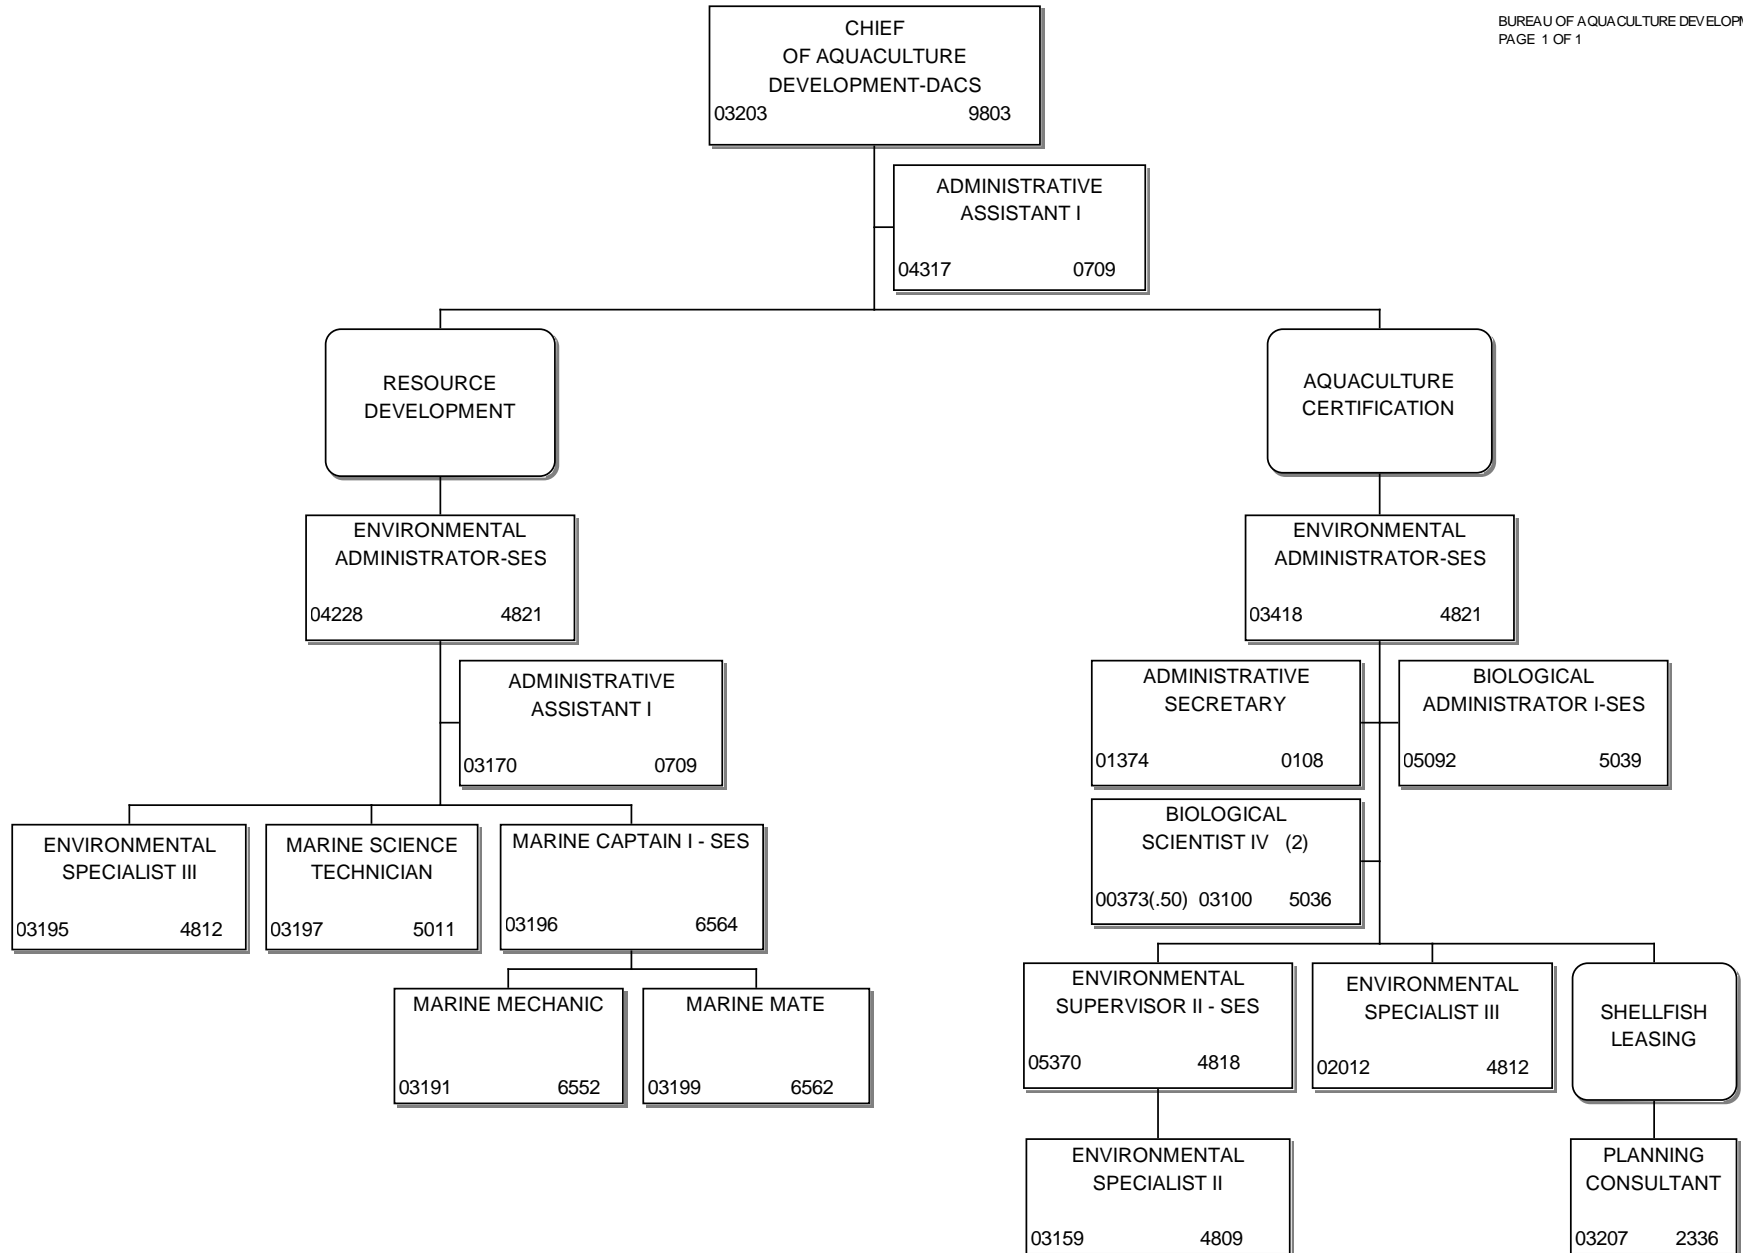 BUREAU OF AQUACULTURE
PAGE 1 OF 1
CHIEF
OF AQUACULTURE
DEVELOPMENT-DACS
03203 9803
ADMINISTRATIVE
ASSISTANT I
04317 0709
RESOURCE
DEVELOPMENT
AQUACULTURE
CERTIFICATION
ENVIRONMENTAL
ADMINISTRATOR-SES
04228 4821
ENVIRONMENTAL
ADMINISTRATOR-SES
03418 4821
ADMINISTRATIVE
ASSISTANT I
03170 0709
ADMINISTRATIVE
SECRETARY
01374 0108
BIOLOGICAL
ADMINISTRATOR I-SES
05092 5039
BIOLOGICAL
SCIENTIST IV (2)
00373(.50) 03100 5036
ENVIRONMENTAL
SPECIALIST III
03195 4812
MARINE SCIENCE
TECHNICIAN
03197 5011
MARINE CAPTAIN I - SES
03196 6564
MARINE MECHANIC
03191 6552
MARINE MATE
03199 6562
ENVIRONMENTAL
SUPERVISOR II - SES
05370 4818
ENVIRONMENTAL
SPECIALIST III
02012 4812
SHELLFISH
LEASING
ENVIRONMENTAL
SPECIALIST II
03159 4809
PLANNING
CONSULTANT
03207 2336